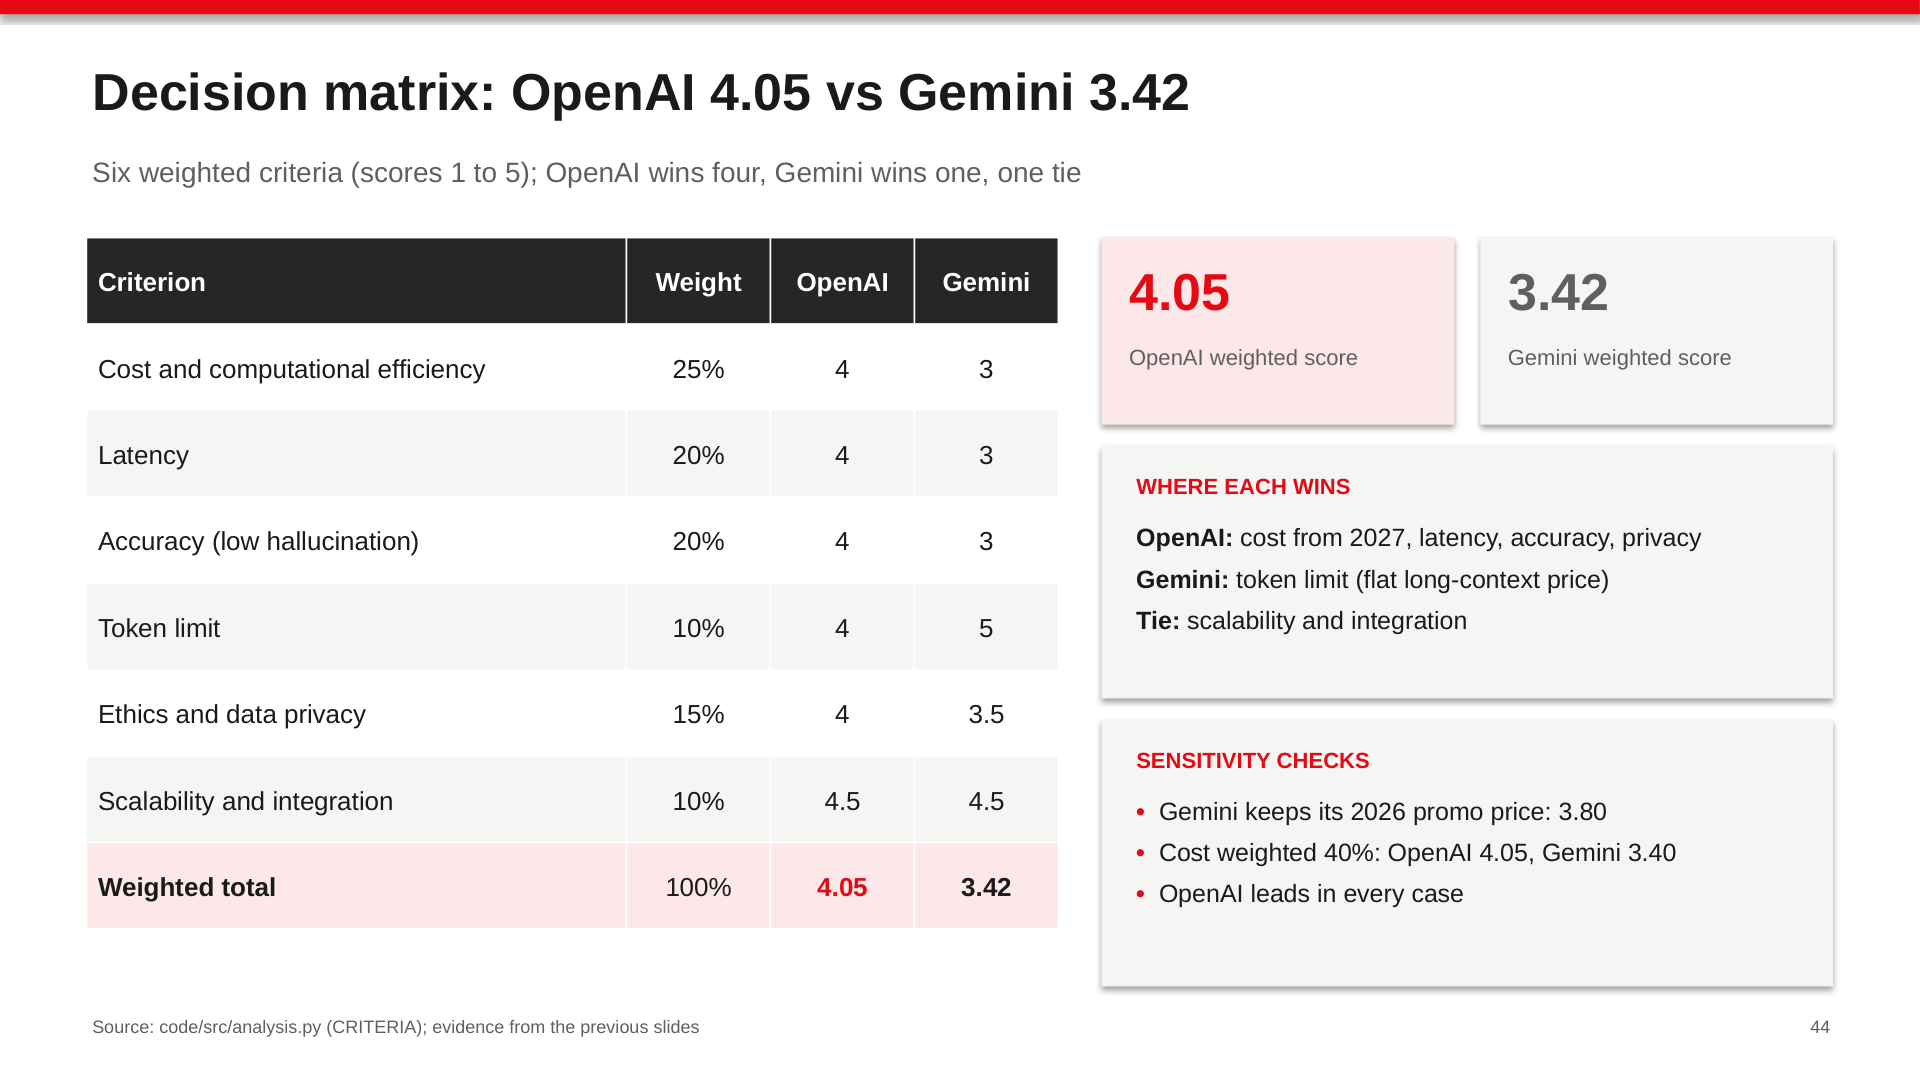 Decision matrix: OpenAI 4.05 vs Gemini 3.42
Six weighted criteria (scores 1 to 5); OpenAI wins four, Gemini wins one, one tie
Criterion Weight OpenAI Gemini
Cost and computational efficiency 25% 4 3
Latency 20% 4 3
Accuracy (low hallucination) 20% 4 3
Token limit 10% 4 5
Ethics and data privacy 15% 4 3.5
Scalability and integration 10% 4.5 4.5
Weighted total 100% 4.05 3.42
4.05
OpenAI weighted score
3.42
Gemini weighted score
WHERE EACH WINS
OpenAI: cost from 2027, latency, accuracy, privacy
Gemini: token limit (flat long-context price)
Tie: scalability and integration
SENSITIVITY CHECKS
• Gemini keeps its 2026 promo price: 3.80
• Cost weighted 40%: OpenAI 4.05, Gemini 3.40
• OpenAI leads in every case
Source: code/src/analysis.py (CRITERIA); evidence from the previous slides
44